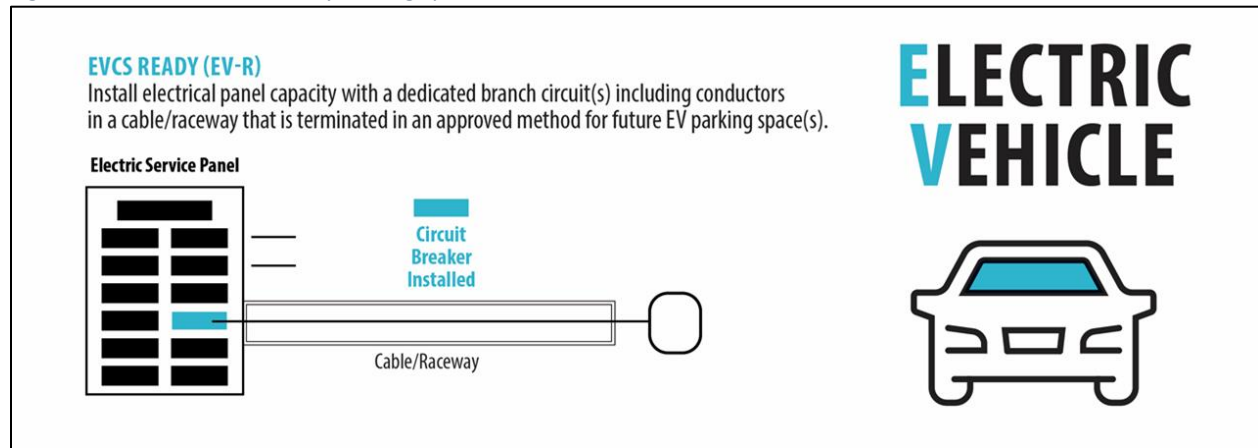 EVCS READY (EV-R)
Install electrical panel capacity with a dedicated branch circuit(s) including conductors
in a cable/raceway that is terminated in an approved method for future EV parking space(s).
Electric Service Panel
Circuit
Breaker
Installed
Cable/Raceway
ELECTRIC
VEHICLE